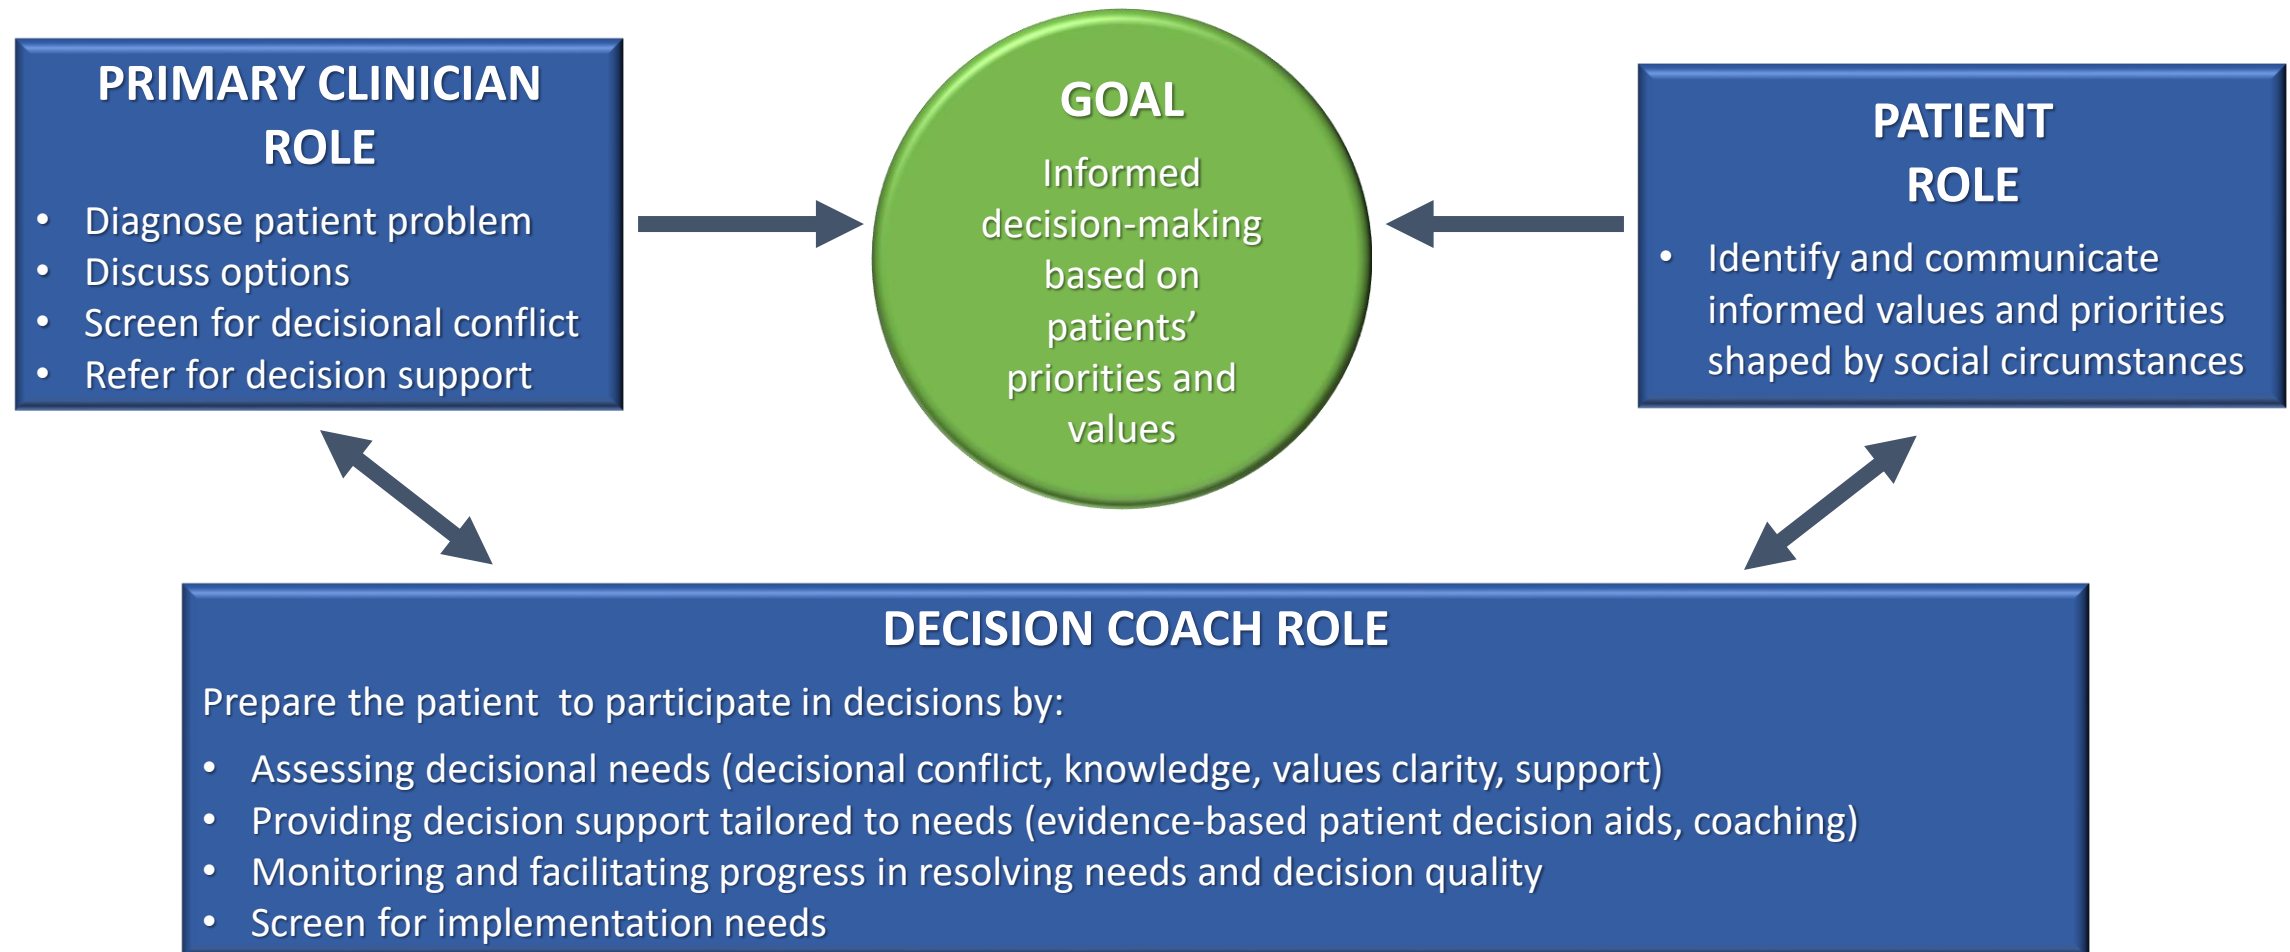 PRIMARY CLINICIAN
ROLE
• Diagnose patient problem
• Discuss options
• Screen for decisional conflict
• Refer for decision support
GOAL
Informed
decision-making
based on
patients’
priorities and
values
PATIENT
ROLE
• Identify and communicate
informed values and priorities
shaped by social circumstances
DECISION COACH ROLE
Prepare the patient  to participate in decisions by:
• Assessing decisional needs (decisional conflict, knowledge, values clarity, support)
• Providing decision support tailored to needs (evidence-based patient decision aids, coaching)
• Monitoring and facilitating progress in resolving needs and decision quality
• Screen for implementation needs